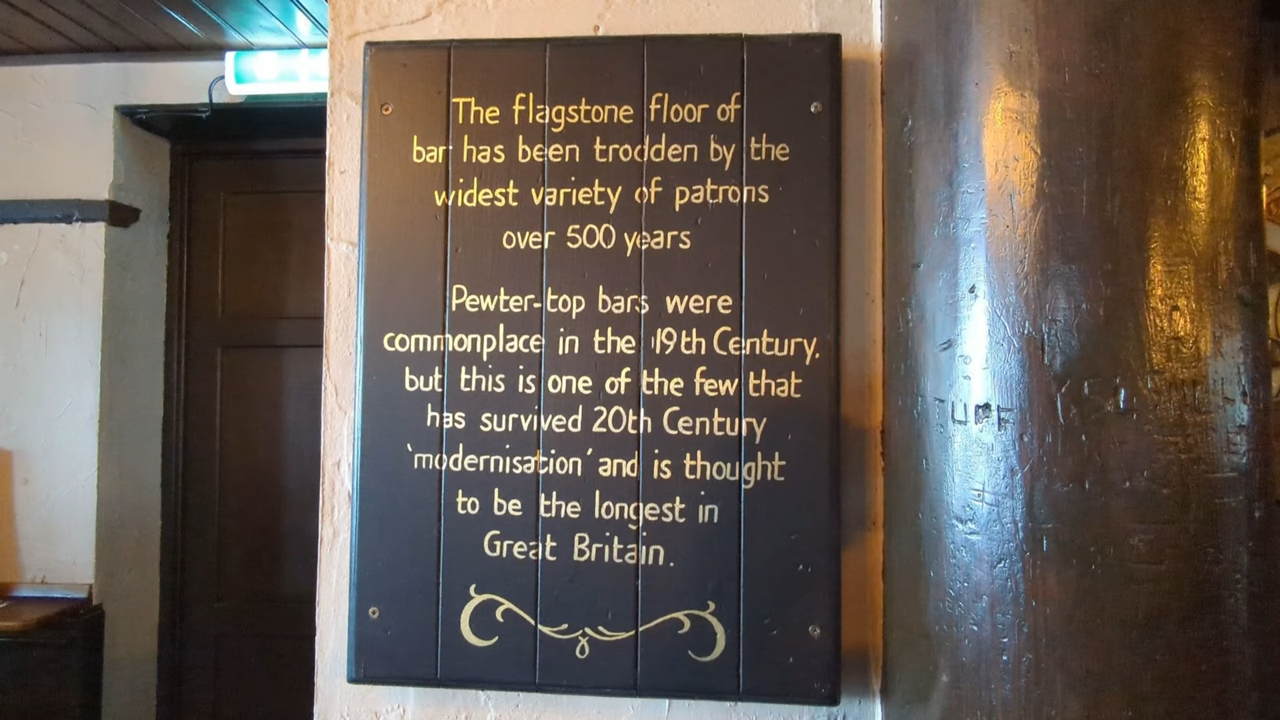 The flagstone floor of
bar has been trodden by the
widest variety of patrons
over 500 years
Pewter-top bars were
commonplace in the 19th Century.
but this is one of the few that
has survived 20th Century
'modernisation' and is thought
to be the longest in
Great Britain.
TUFF